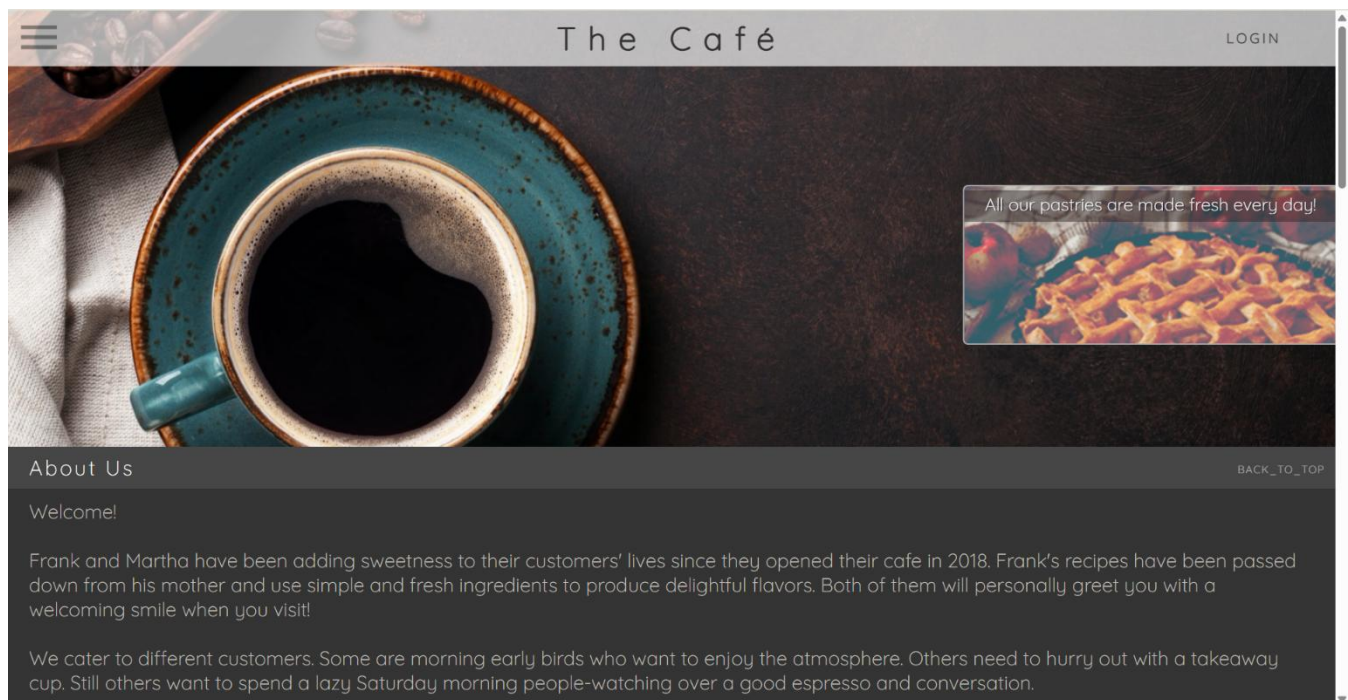 The Café
LOGIN
All our pastries are made fresh every day!
About Us
BACK_TO_TOP
Welcome!
Frank and Martha have been adding sweetness to their customers' lives since they opened their cafe in 2018. Frank's recipes have been passed
down from his mother and use simple and fresh ingredients to produce delightful flavors. Both of them will personally greet you with a
welcoming smile when you visit!
We cater to different customers. Some are morning early birds who want to enjoy the atmosphere. Others need to hurry out with a takeaway
cup. Still others want to spend a lazy Saturday morning people-watching over a good espresso and conversation.